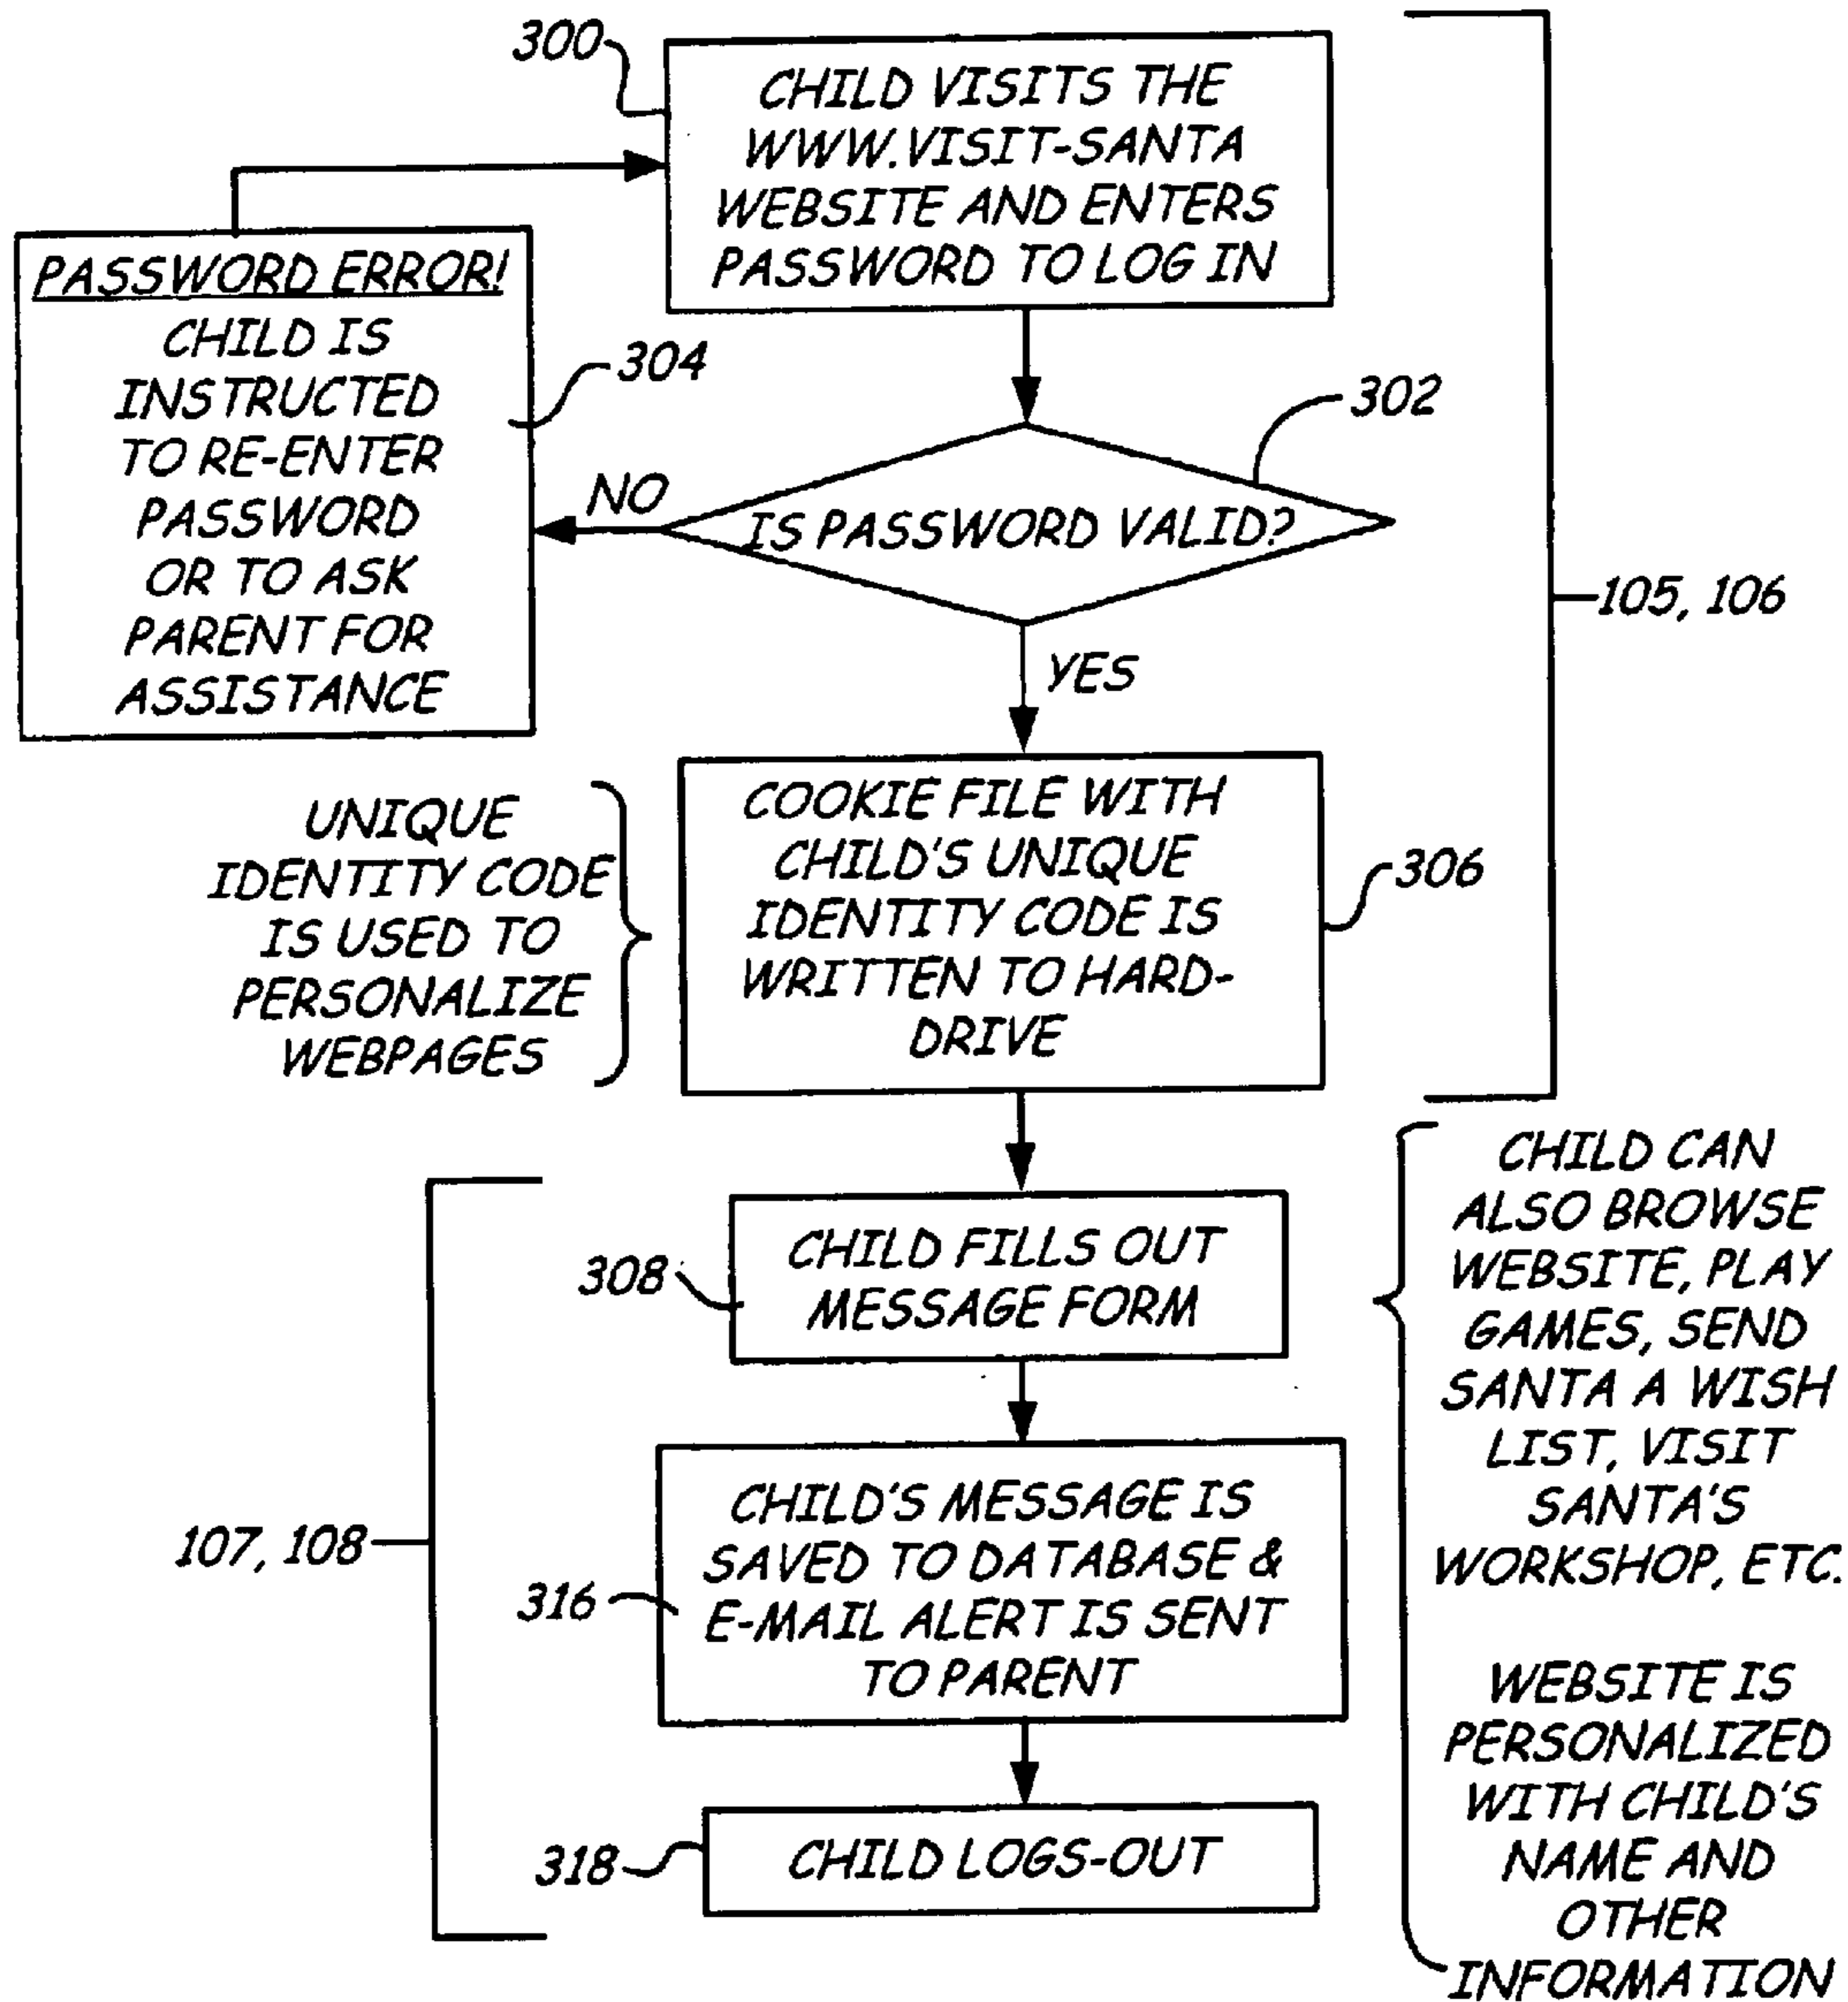 300
CHILD VISITS THE
WWW.VISIT-SANTA
WEBSITE AND ENTERS
PASSWORD TO LOG IN
PASSWORD ERROR!
CHILD IS
INSTRUCTED
TO RE-ENTER
PASSWORD
OR TO ASK
PARENT FOR
ASSISTANCE
304
302
NO
IS PASSWORD VALID?
YES
105, 106
UNIQUE
IDENTITY CODE
IS USED TO
PERSONALIZE
WEBPAGES
COOKIE FILE WITH
CHILD'S UNIQUE
IDENTITY CODE IS
WRITTEN TO HARD-
DRIVE
306
308
CHILD FILLS OUT
MESSAGE FORM
107, 108
316
CHILD'S MESSAGE IS
SAVED TO DATABASE &
E-MAIL ALERT IS SENT
TO PARENT
318
CHILD LOGS-OUT
CHILD CAN
ALSO BROWSE
WEBSITE, PLAY
GAMES, SEND
SANTA A WISH
LIST, VISIT
SANTA'S
WORKSHOP, ETC.
WEBSITE IS
PERSONALIZED
WITH CHILD'S
NAME AND
OTHER
INFORMATION